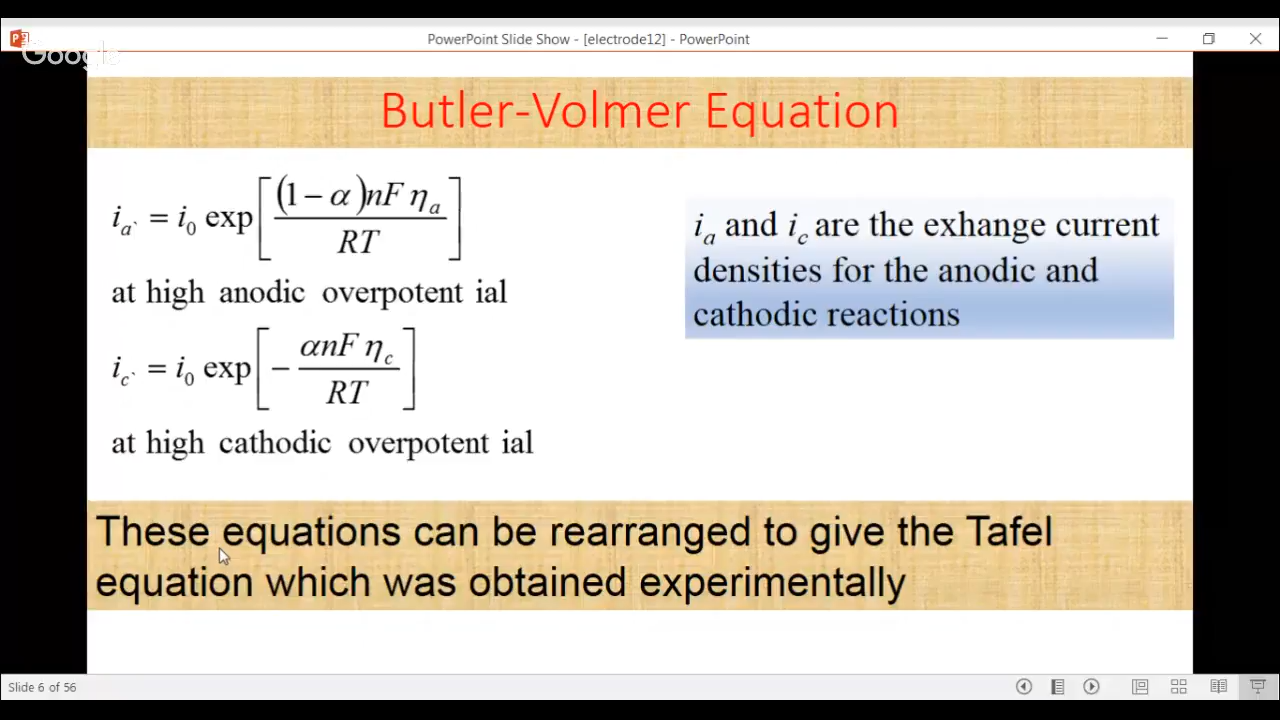 PowerPoint Slide Show - [electrode12] - PowerPoint
Google
Butler-Volmer Equation
i_a` = i_0 exp[(1 − α)nF η_a / RT]
at high anodic overpotent ial
i_c` = i_0 exp[− αnF η_c / RT]
at high cathodic overpotent ial
i_a and i_c are the exhange current
densities for the anodic and
cathodic reactions
These equations can be rearranged to give the Tafel
equation which was obtained experimentally
Slide 6 of 56